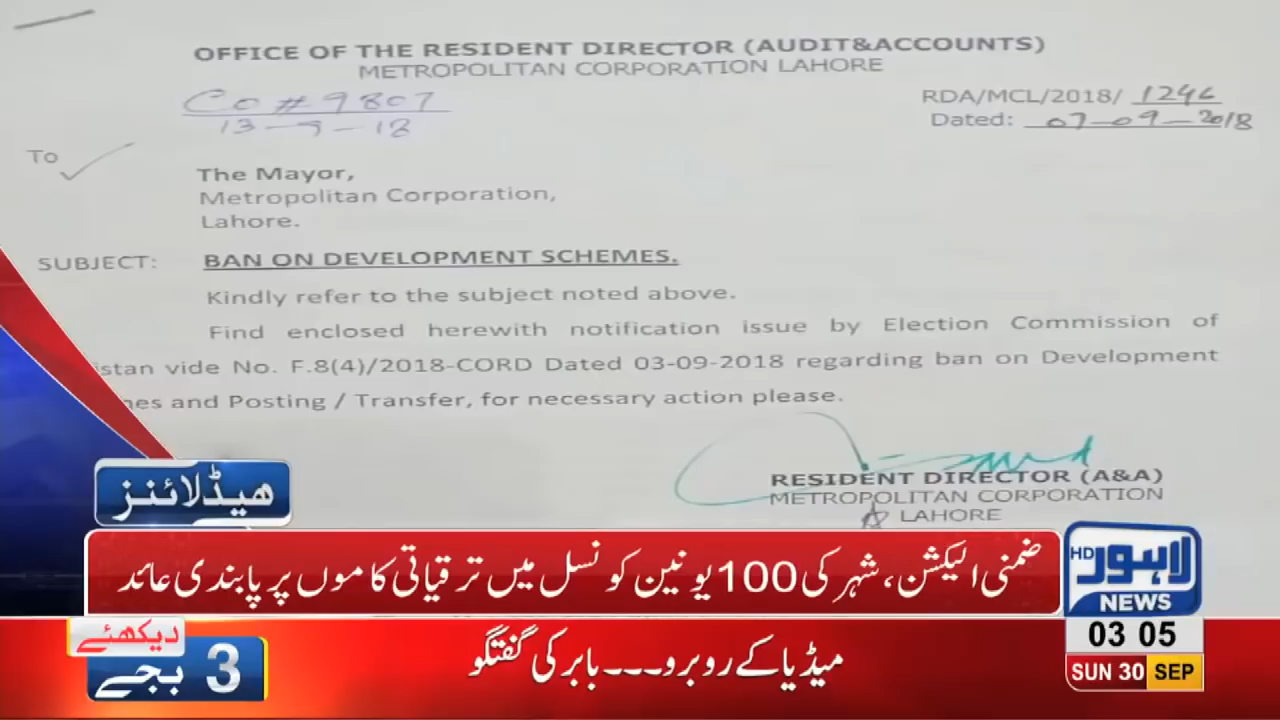 OFFICE OF THE RESIDENT DIRECTOR (AUDIT&ACCOUNTS)
METROPOLITAN CORPORATION LAHORE
CO # 9807
13-9-18
RDA/MCL/2018/ 1246
Dated: 07-09-2018
To
The Mayor,
Metropolitan Corporation,
Lahore.
SUBJECT: BAN ON DEVELOPMENT SCHEMES.
Kindly refer to the subject noted above.
Find enclosed herewith notification issue by Election Commission of
istan vide No. F.8(4)/2018-CORD Dated 03-09-2018 regarding ban on Development
mes and Posting / Transfer, for necessary action please.
RESIDENT DIRECTOR (A&A)
METROPOLITAN CORPORATION
LAHORE
ھیڈلائنز
ضمنی الیکشن، شہر کی 100 یونین کونسل میں ترقیاتی کاموں پر پابندی عائد
HD لاہور
NEWS
03 05
SUN 30 SEP
دیکھئے
3 بجے
میڈیا کے روبرو۔۔۔بابر کی گفتگو